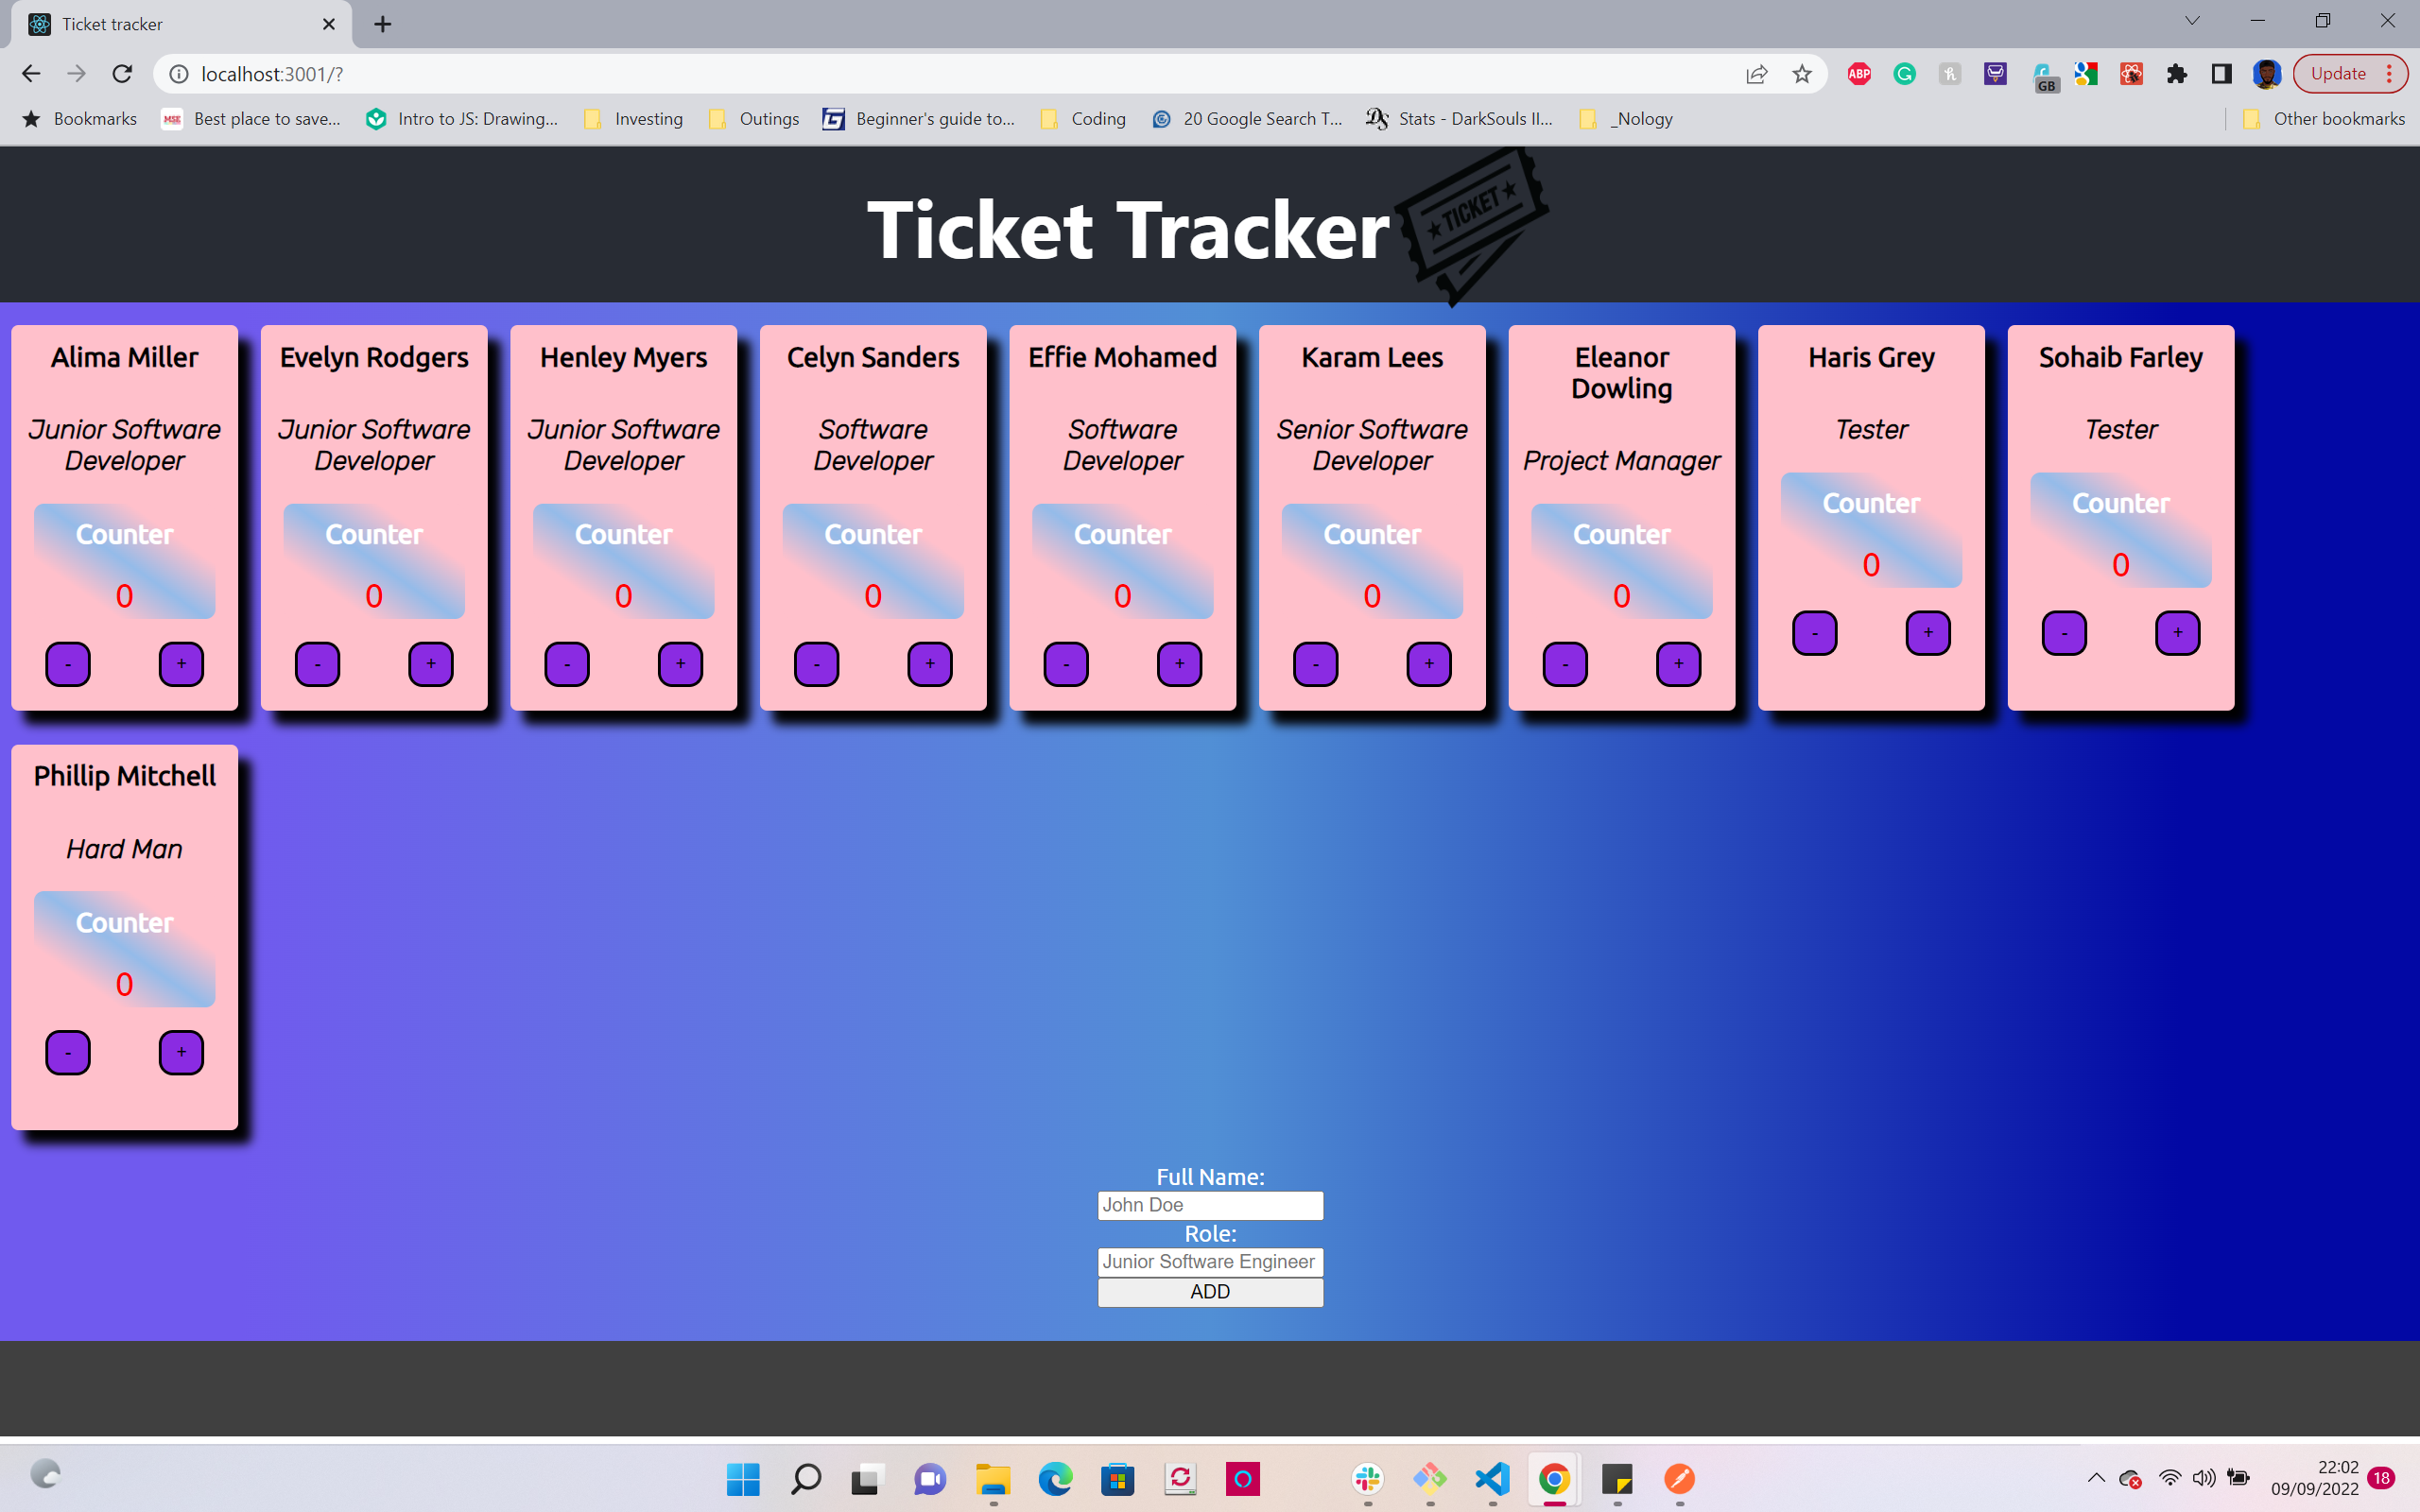 Ticket tracker
localhost:3001/?
ABP
GB
Update
Bookmarks
MSE
Best place to save...
Intro to JS: Drawing...
Investing
Outings
Beginner's guide to...
Coding
20 Google Search T...
Stats - DarkSouls II...
_Nology
Other bookmarks
Ticket Tracker
★TICKET★
Alima Miller
Junior Software
Developer
Counter
0
- +
Evelyn Rodgers
Junior Software
Developer
Counter
0
- +
Henley Myers
Junior Software
Developer
Counter
0
- +
Celyn Sanders
Software
Developer
Counter
0
- +
Effie Mohamed
Software
Developer
Counter
0
- +
Karam Lees
Senior Software
Developer
Counter
0
- +
Eleanor
Dowling
Project Manager
Counter
0
- +
Haris Grey
Tester
Counter
0
- +
Sohaib Farley
Tester
Counter
0
- +
Phillip Mitchell
Hard Man
Counter
0
- +
Full Name:
John Doe
Role:
Junior Software Engineer
ADD
22:02
09/09/2022
18